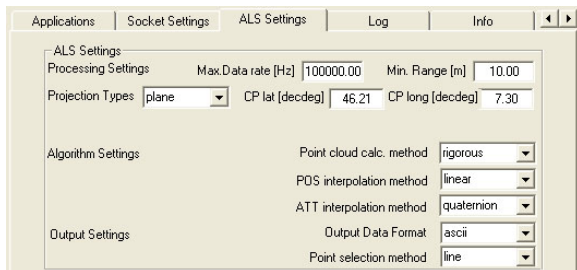 Applications Socket Settings ALS Settings Log Info
ALS Settings
Processing Settings Max.Data rate [Hz] 100000.00 Min. Range [m] 10.00
Projection Types plane CP lat [decdeg] 46.21 CP long [decdeg] 7.30
Algorithm Settings Point cloud calc. method rigorous
POS interpolation method linear
ATT interpolation method quaternion
Output Settings Output Data Format ascii
Point selection method line